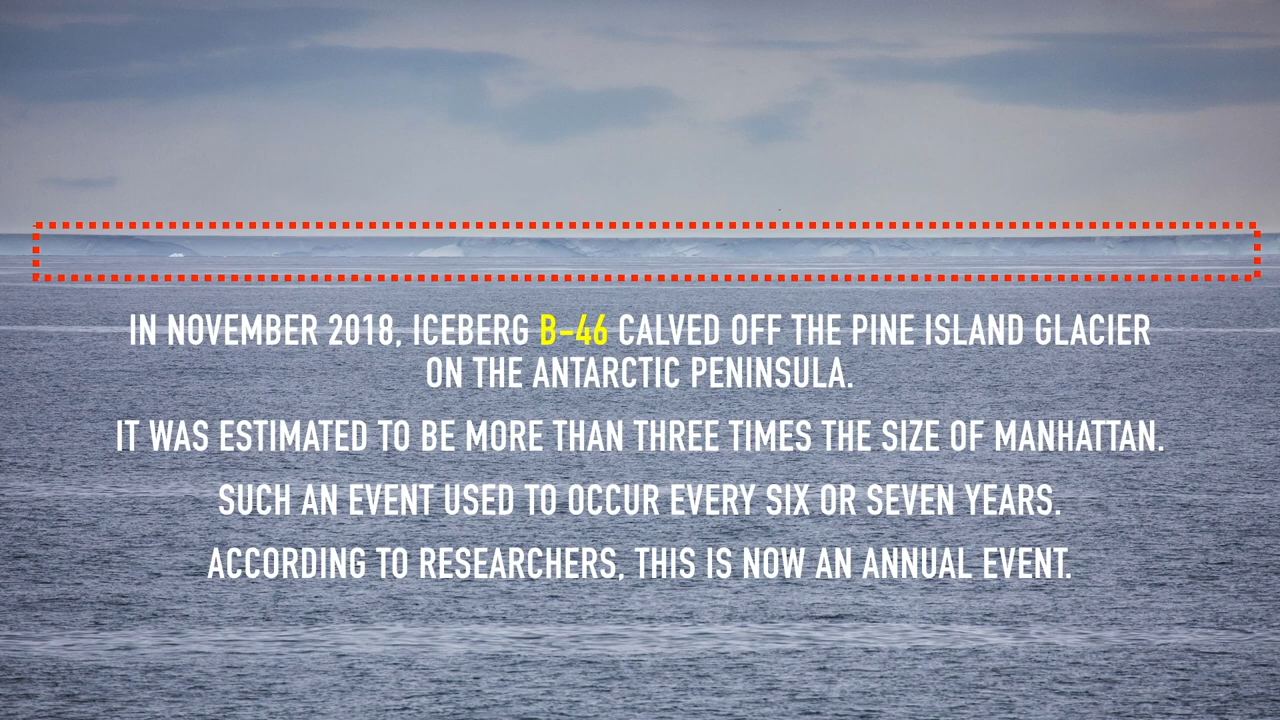 IN NOVEMBER 2018, ICEBERG B-46 CALVED OFF THE PINE ISLAND GLACIER
ON THE ANTARCTIC PENINSULA.
IT WAS ESTIMATED TO BE MORE THAN THREE TIMES THE SIZE OF MANHATTAN.
SUCH AN EVENT USED TO OCCUR EVERY SIX OR SEVEN YEARS.
ACCORDING TO RESEARCHERS, THIS IS NOW AN ANNUAL EVENT.